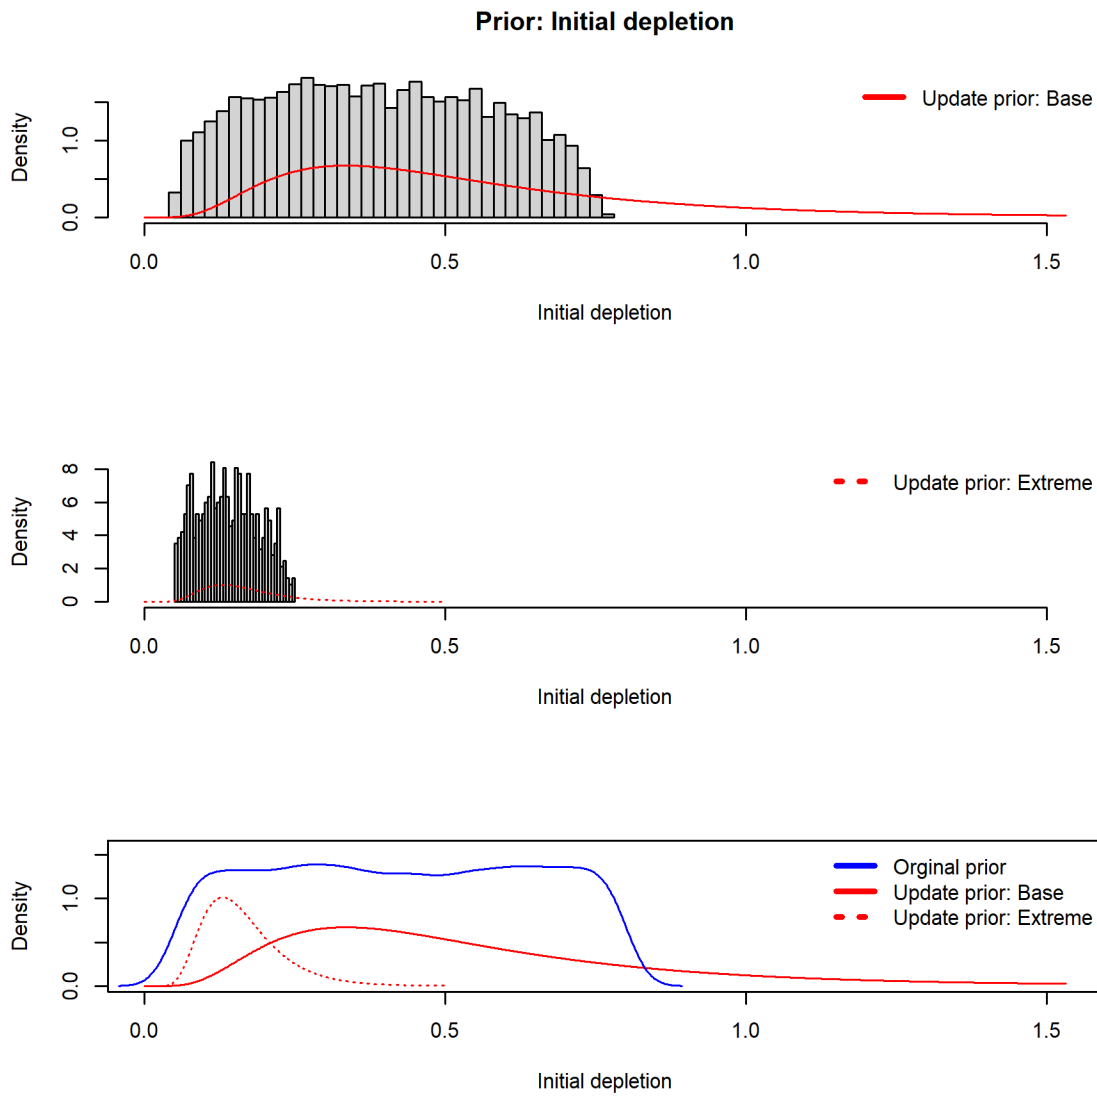 Prior: Initial depletion
Density
0.0
1.0
Update prior: Base
0.0
0.5
1.0
1.5
Initial depletion
Density
0
2
4
6
8
Update prior: Extreme
0.0
0.5
1.0
1.5
Initial depletion
Density
0.0
1.0
Orginal prior
Update prior: Base
Update prior: Extreme
0.0
0.5
1.0
1.5
Initial depletion